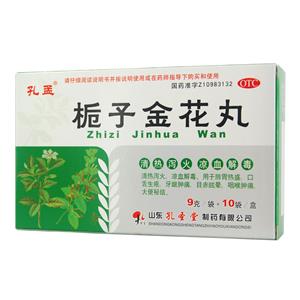 请仔细阅读说明书并按说明使用或在药师指导下购买和使用
孔圣
国药准字Z10983132
OTC
栀子金花丸
Zhizi Jinhua Wan
清热泻火 凉血解毒
清热泻火，凉血解毒。用于肺胃热盛，口
舌生疮，牙龈肿痛，目赤眩晕，咽喉肿痛，
大便秘结。
9克/袋*10袋/盒
山东孔圣堂制药有限公司
SHANDONGKONGSHENGTANGZHIYAOYOUXIANGONGSI